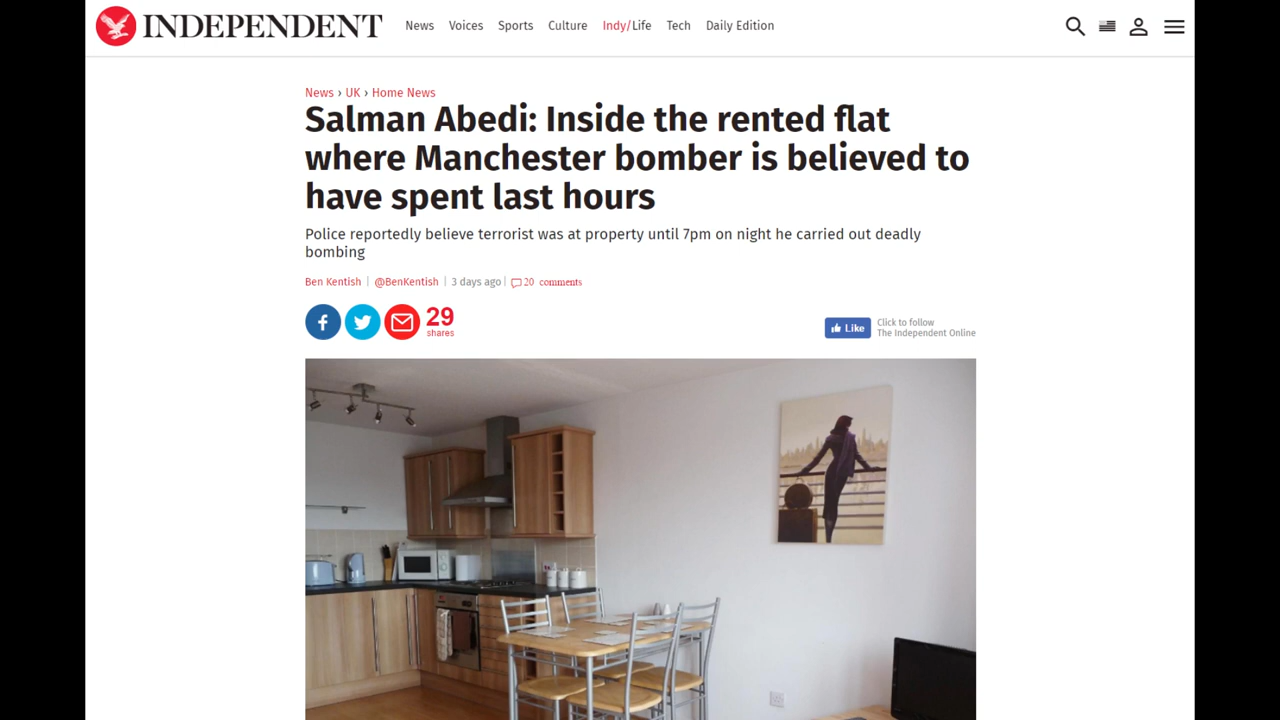 INDEPENDENT
News Voices Sports Culture Indy/Life Tech Daily Edition
News › UK › Home News
Salman Abedi: Inside the rented flat
where Manchester bomber is believed to
have spent last hours
Police reportedly believe terrorist was at property until 7pm on night he carried out deadly
bombing
Ben Kentish | @BenKentish | 3 days ago | 20 comments
29
shares
Like
Click to follow
The Independent Online